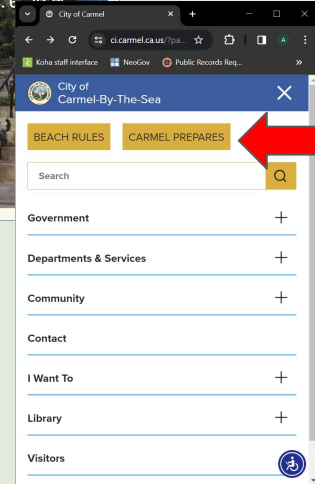 City of Carmel
ci.carmel.ca.us/?pa...
A
Koha staff interface
NeoGov
Public Records Req...
City of
Carmel-By-The-Sea
BEACH RULES
CARMEL PREPARES
Search
Government
Departments & Services
Community
Contact
I Want To
Library
Visitors